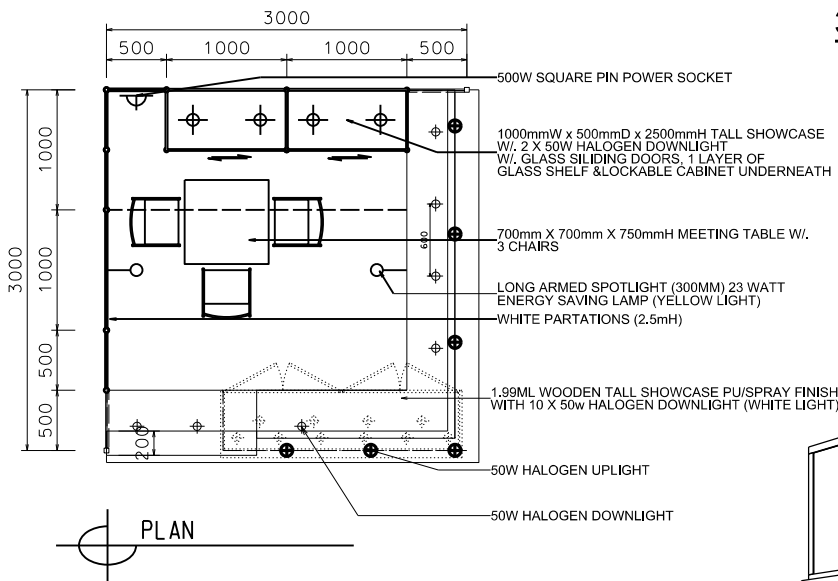 3000
500 1000 1000 500
500W SQUARE PIN POWER SOCKET
1000mmW x 500mmD x 2500mmH TALL SHOWCASE
W/. 2 X 50W HALOGEN DOWNLIGHT
W/. GLASS SILIDING DOORS, 1 LAYER OF
GLASS SHELF &LOCKABLE CABINET UNDERNEATH
1000
3000
1000
500
500
600
700mm X 700mm X 750mmH MEETING TABLE W/.
3 CHAIRS
LONG ARMED SPOTLIGHT (300MM) 23 WATT
ENERGY SAVING LAMP (YELLOW LIGHT)
WHITE PARTATIONS (2.5mH)
1.99ML WOODEN TALL SHOWCASE PU/SPRAY FINISH
WITH 10 X 50w HALOGEN DOWNLIGHT (WHITE LIGHT)
200
50W HALOGEN UPLIGHT
50W HALOGEN DOWNLIGHT
PLAN